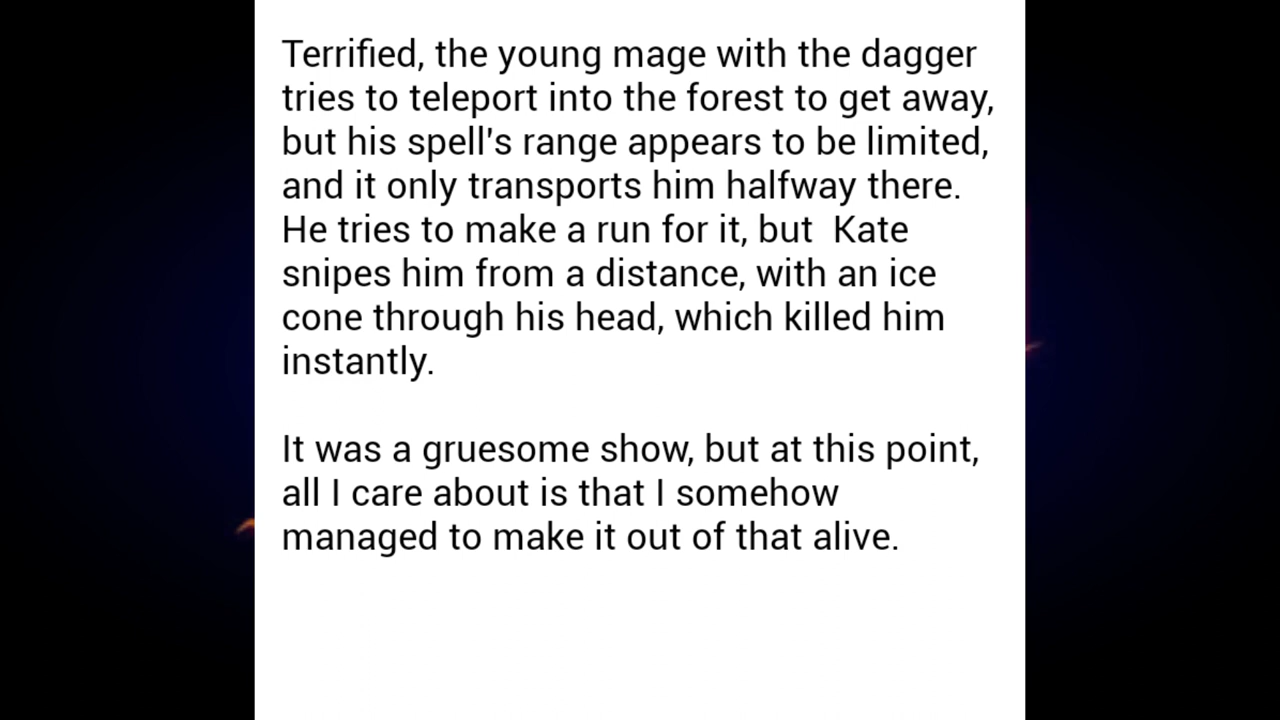 Terrified, the young mage with the dagger
tries to teleport into the forest to get away,
but his spell's range appears to be limited,
and it only transports him halfway there.
He tries to make a run for it, but  Kate
snipes him from a distance, with an ice
cone through his head, which killed him
instantly.
It was a gruesome show, but at this point,
all I care about is that I somehow
managed to make it out of that alive.